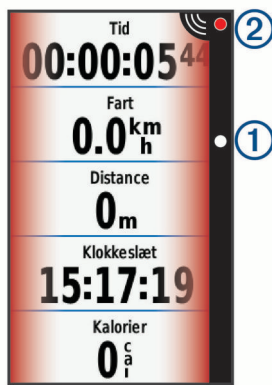 Tid
00:00:05 44
②
Fart
0.0 km h
①
Distance
0 m
Klokkeslæt
15:17:19
Kalorier
0 cal